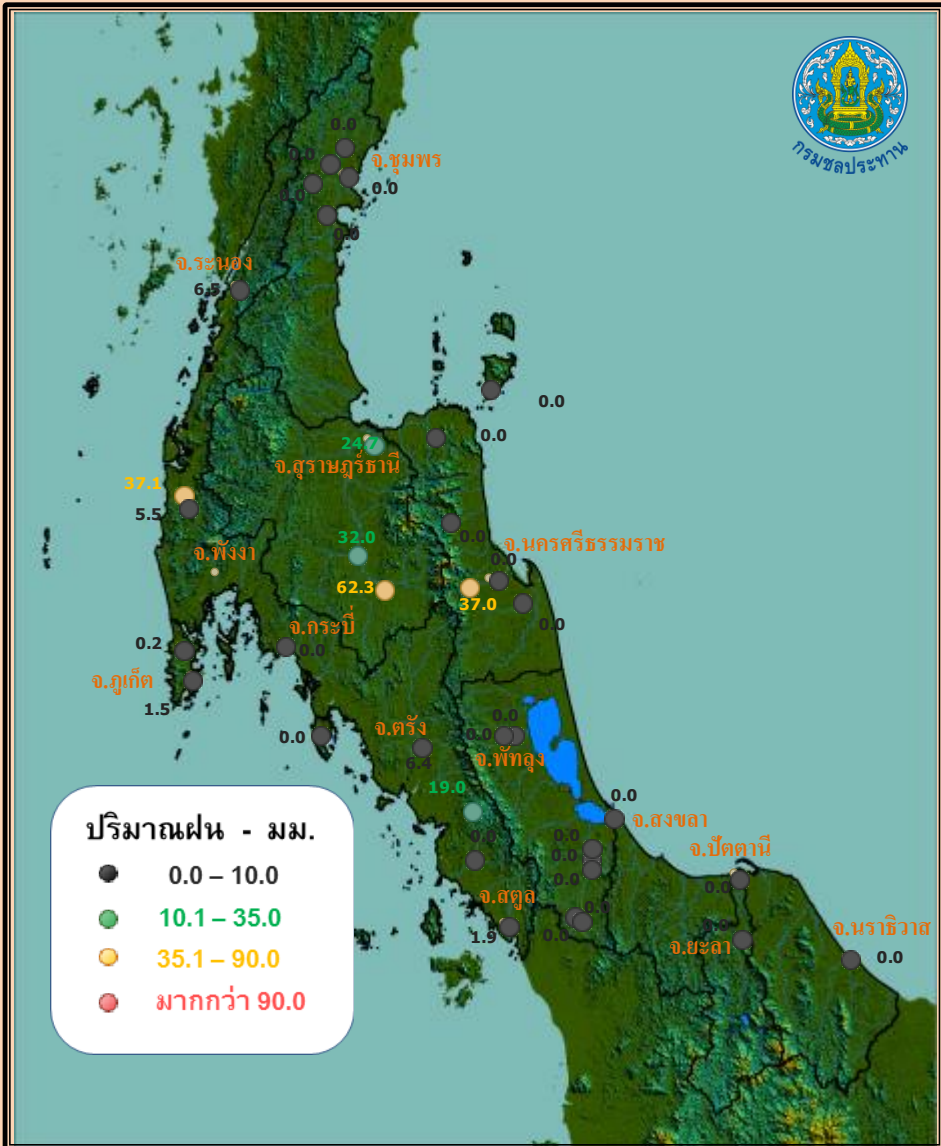 กรมชลประทาน
0.0
0.0
จ.ชุมพร
0.0
0.0
0.0
จ.ระนอง
6.5
0.0
0.0
24.7
จ.สุราษฎร์ธานี
37.1
5.5
0.0
จ.นครศรีธรรมราช
32.0
0.0
จ.พังงา
62.3
37.0
0.0
จ.กระบี่
0.2
0.0
จ.ภูเก็ต
1.5
0.0
จ.ตรัง
6.4
0.0
0.0
จ.พัทลุง
19.0
0.0
จ.สงขลา
0.0
0.0
0.0
0.0
จ.ปัตตานี
0.0
จ.สตูล
1.9
0.0
0.0
0.0
จ.ยะลา
จ.นราธิวาส
0.0
ปริมาณฝน - มม.
0.0 – 10.0
10.1 – 35.0
35.1 – 90.0
มากกว่า 90.0